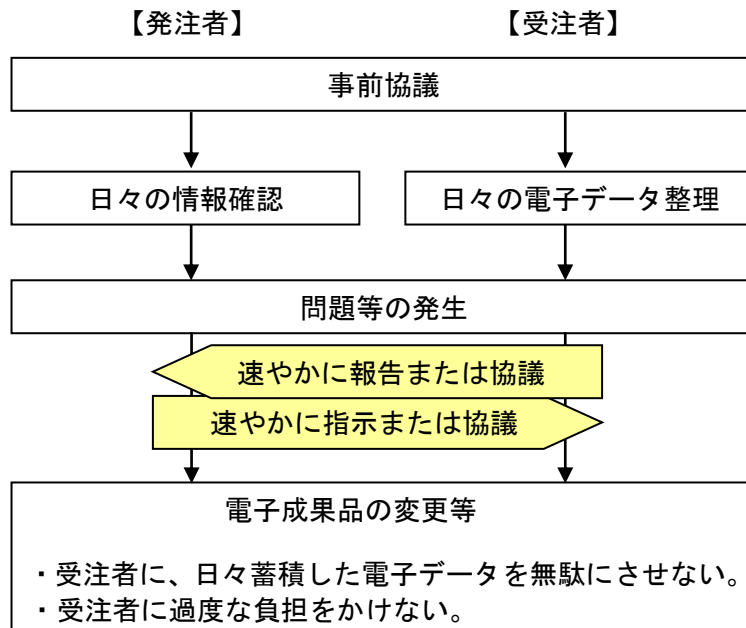 【発注者】
【受注者】
事前協議
日々の情報確認
日々の電子データ整理
問題等の発生
速やかに報告または協議
速やかに指示または協議
電子成果品の変更等
・受注者に、日々蓄積した電子データを無駄にさせない。
・受注者に過度な負担をかけない。